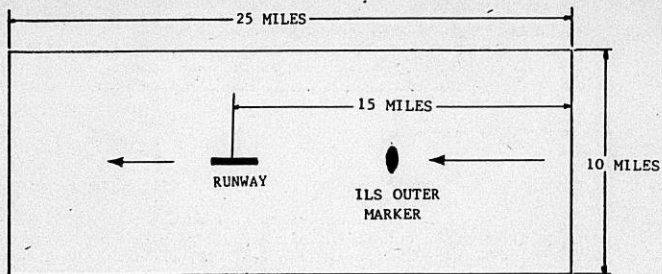 25 MILES
15 MILES
10 MILES
RUNWAY
ILS OUTER
MARKER